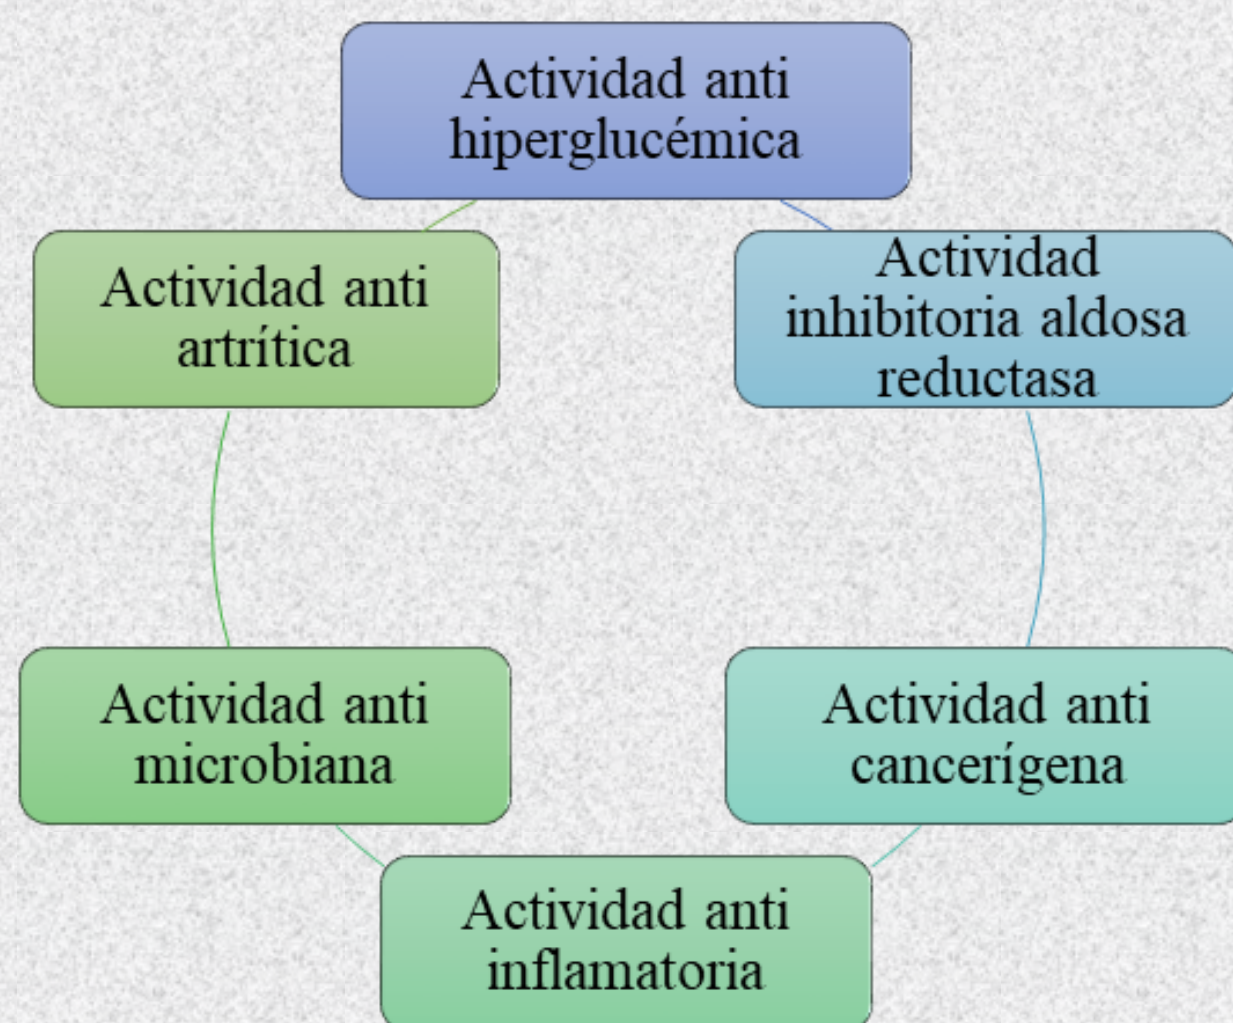 Actividad anti
hiperglucémica
Actividad anti
artrítica
Actividad
inhibitoria aldosa
reductasa
Actividad anti
microbiana
Actividad anti
cancerígena
Actividad anti
inflamatoria